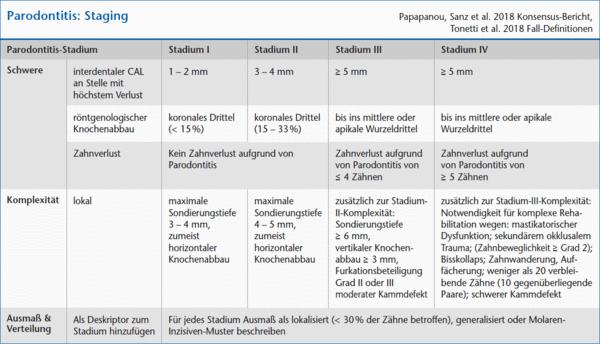 Parodontitis: Staging
Papapanou, Sanz et al. 2018 Konsensus-Bericht,
Tonetti et al. 2018 Fall-Definitionen
Parodontitis-Stadium
Stadium I
Stadium II
Stadium III
Stadium IV
Schwere
interdentaler CAL
an Stelle mit
höchstem Verlust
1 – 2 mm
3 – 4 mm
≥ 5 mm
≥ 5 mm
röntgenologischer
Knochenabbau
koronales Drittel
(< 15 %)
koronales Drittel
(15 – 33 %)
bis ins mittlere oder
apikale Wurzeldrittel
bis ins mittlere oder apikale
Wurzeldrittel
Zahnverlust
Kein Zahnverlust aufgrund von
Parodontitis
Zahnverlust aufgrund
von Parodontitis von
≤ 4 Zähnen
Zahnverlust aufgrund
von Parodontitis von
≥ 5 Zähnen
Komplexität
lokal
maximale
Sondierungstiefe
3 – 4 mm,
zumeist
horizontaler
Knochenabbau
maximale
Sondierungstiefe
4 – 5 mm,
zumeist
horizontaler
Knochenabbau
zusätzlich zur Stadium-
II-Komplexität:
Sondierungstiefe
≥ 6 mm,
vertikaler Knochen-
abbau ≥ 3 mm,
Furkationsbeteiligung
Grad II oder III
moderater Kammdefekt
zusätzlich zur Stadium-III-Komplexität:
Notwendigkeit für komplexe Reha-
bilitation wegen: mastikatorischer
Dysfunktion; sekundärem okklusalem
Trauma; (Zahnbeweglichkeit ≥ Grad 2);
Bisskollaps; Zahnwanderung, Auf-
fächerung; weniger als 20 verblei-
bende Zähne (10 gegenüberliegende
Paare); schwerer Kammdefekt
Ausmaß &
Verteilung
Als Deskriptor zum
Stadium hinzufügen
Für jedes Stadium Ausmaß als lokalisiert (< 30 % der Zähne betroffen), generalisiert oder Molaren-
Inzisiven-Muster beschreiben